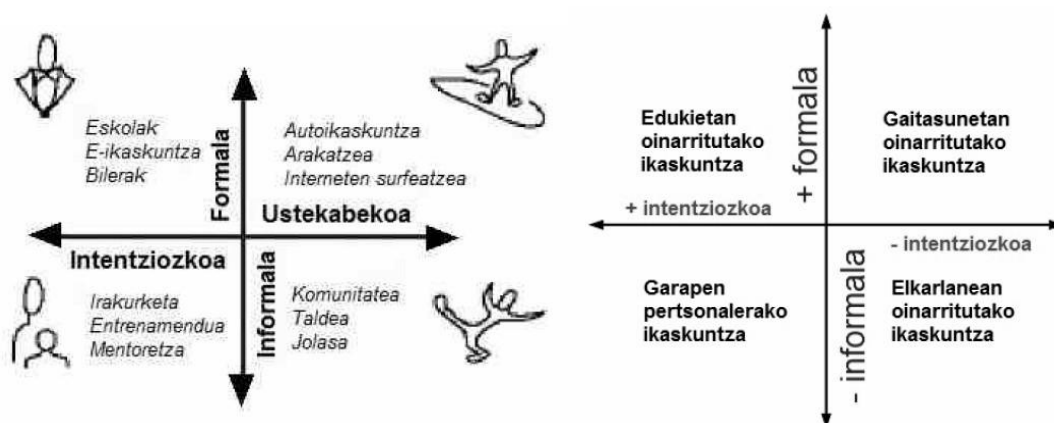 Eskolak
E-ikaskuntza
Bilerak
Formala
Autoikaskuntza
Arakatzea
Interneten surfeatzea
Ustekabekoa
Intentziozkoa
Irakurketa
Entrenamendua
Mentoretza
Informala
Komunitatea
Taldea
Jolasa
Edukietan
oinarritutako
ikaskuntza
+ formala
Gaitasunetan
oinarritutako
ikaskuntza
+ intentziozkoa
- intentziozkoa
Garapen
pertsonalerako
ikaskuntza
- informala
Elkarlanean
oinarritutako
ikaskuntza